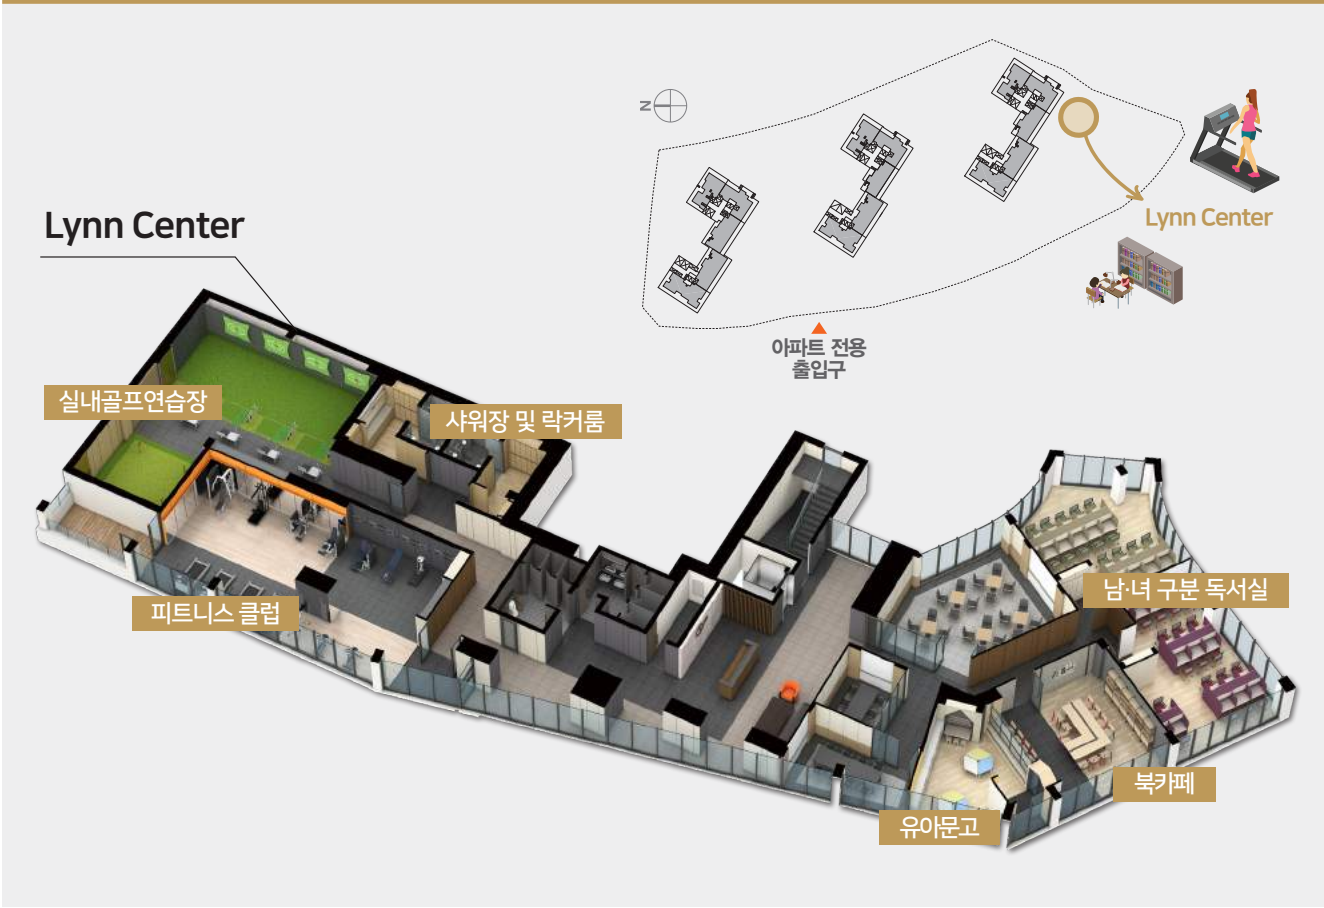 N
Lynn Center
Lynn Center
아파트 전용
출입구
실내골프연습장
샤워장 및 락커룸
피트니스 클럽
남·녀 구분 독서실
북카페
유아문고